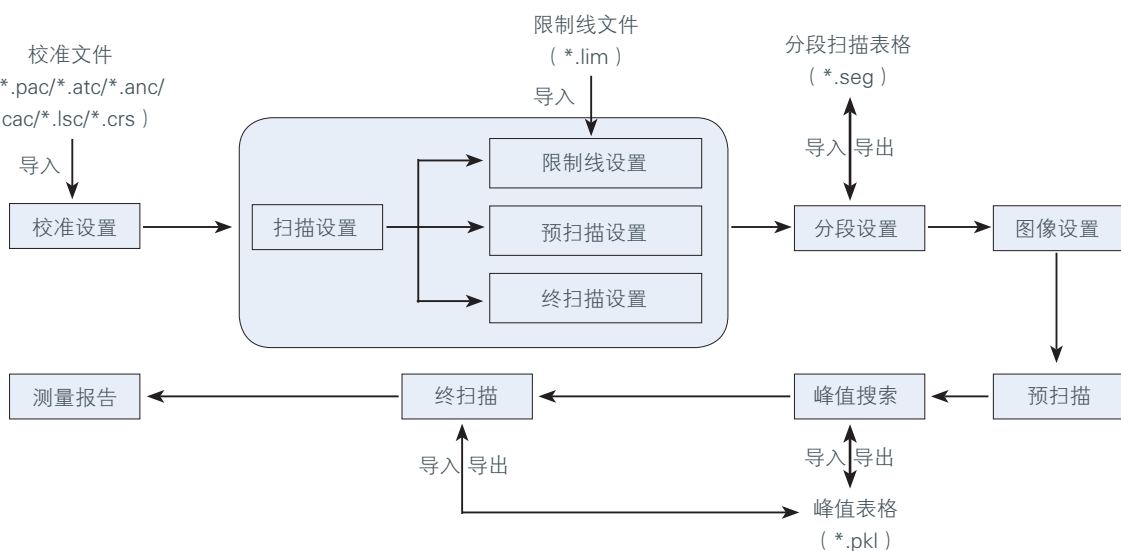 校准文件
*.pac/*.atc/*.anc/
cac/*.lsc/*.crs )
导入
限制线文件
( *.lim )
导入
分段扫描表格
( *.seg )
导入 导出
校准设置
扫描设置
限制线设置
预扫描设置
终扫描设置
分段设置
图像设置
测量报告
终扫描
峰值搜索
预扫描
导入 导出
导入 导出
峰值表格
( *.pkl )